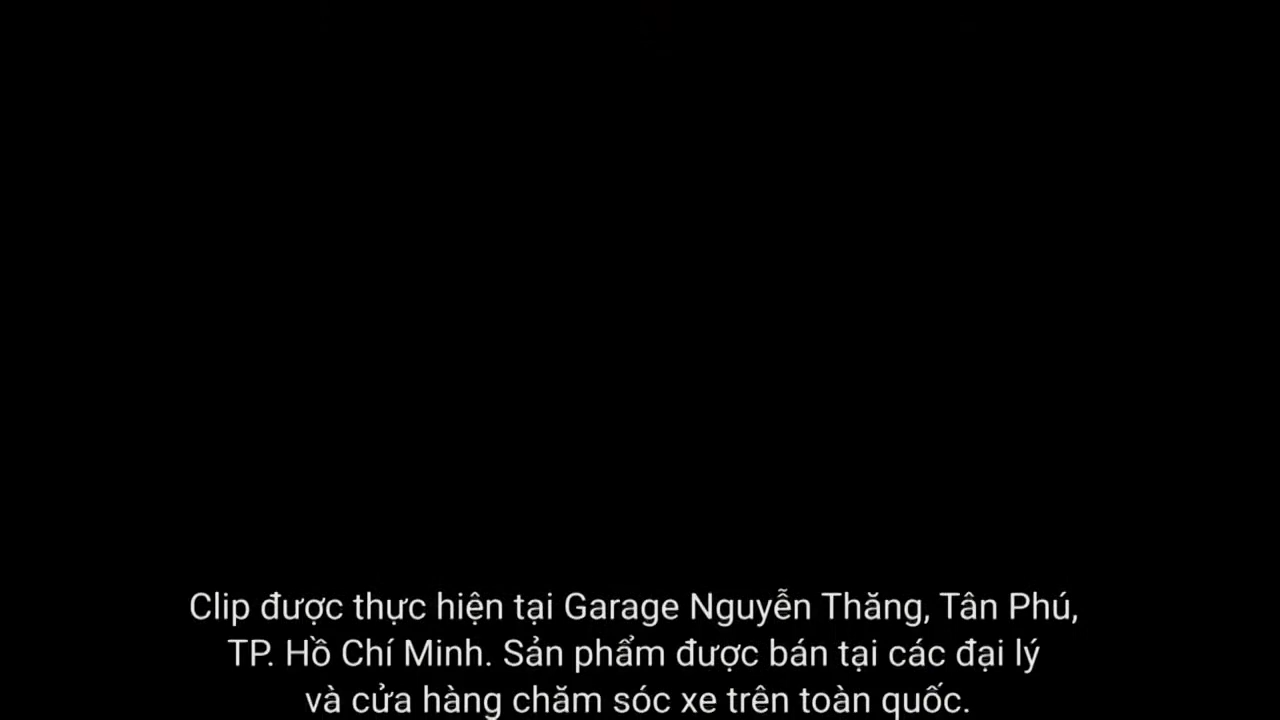 Clip được thực hiện tại Garage Nguyễn Thăng, Tân Phú,
TP. Hồ Chí Minh. Sản phẩm được bán tại các đại lý
và cửa hàng chăm sóc xe trên toàn quốc.